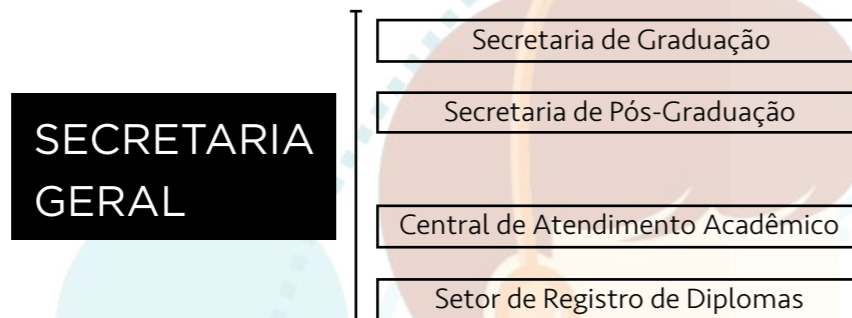 SECRETARIA
GERAL
Secretaria de Graduação
Secretaria de Pós-Graduação
Central de Atendimento Acadêmico
Setor de Registro de Diplomas